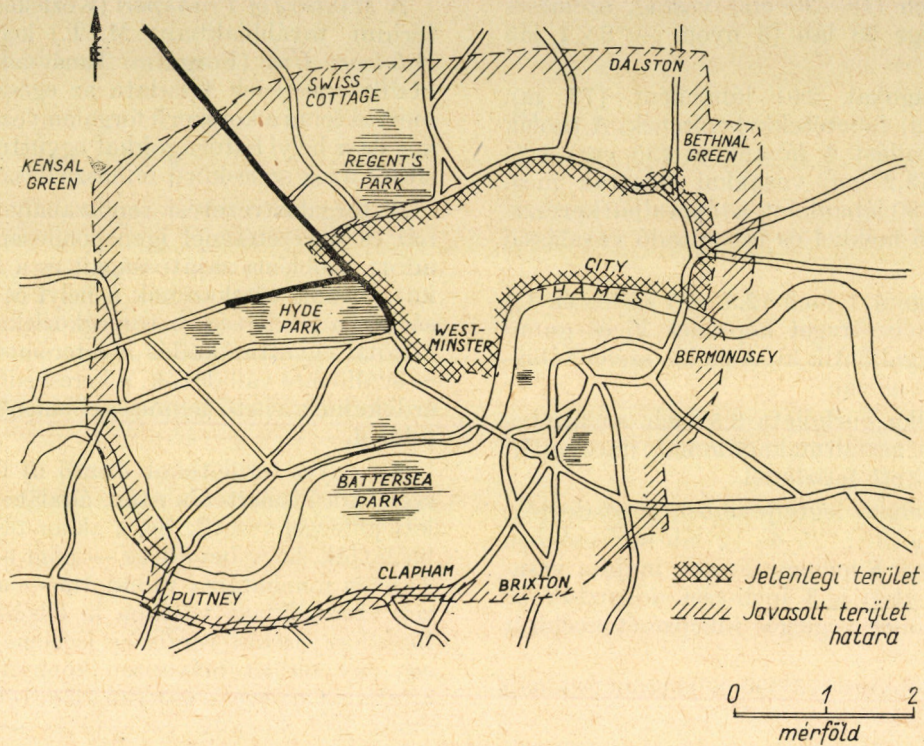 SWISS
COTTAGE
DALSTON
BETHNAL
GREEN
KENSAL
GREEN
REGENT'S
PARK
CITY
THAMES
HYDE
PARK
WEST-
MINSTER
BERMONDSEY
BATTERSEA
PARK
CLAPHAM
BRIXTON
PUTNEY
Jelenlegi terület
Javasolt terület
hatara
0 1 2
mérföld